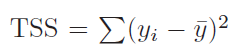 TSS = ∑(yᵢ − ȳ)²